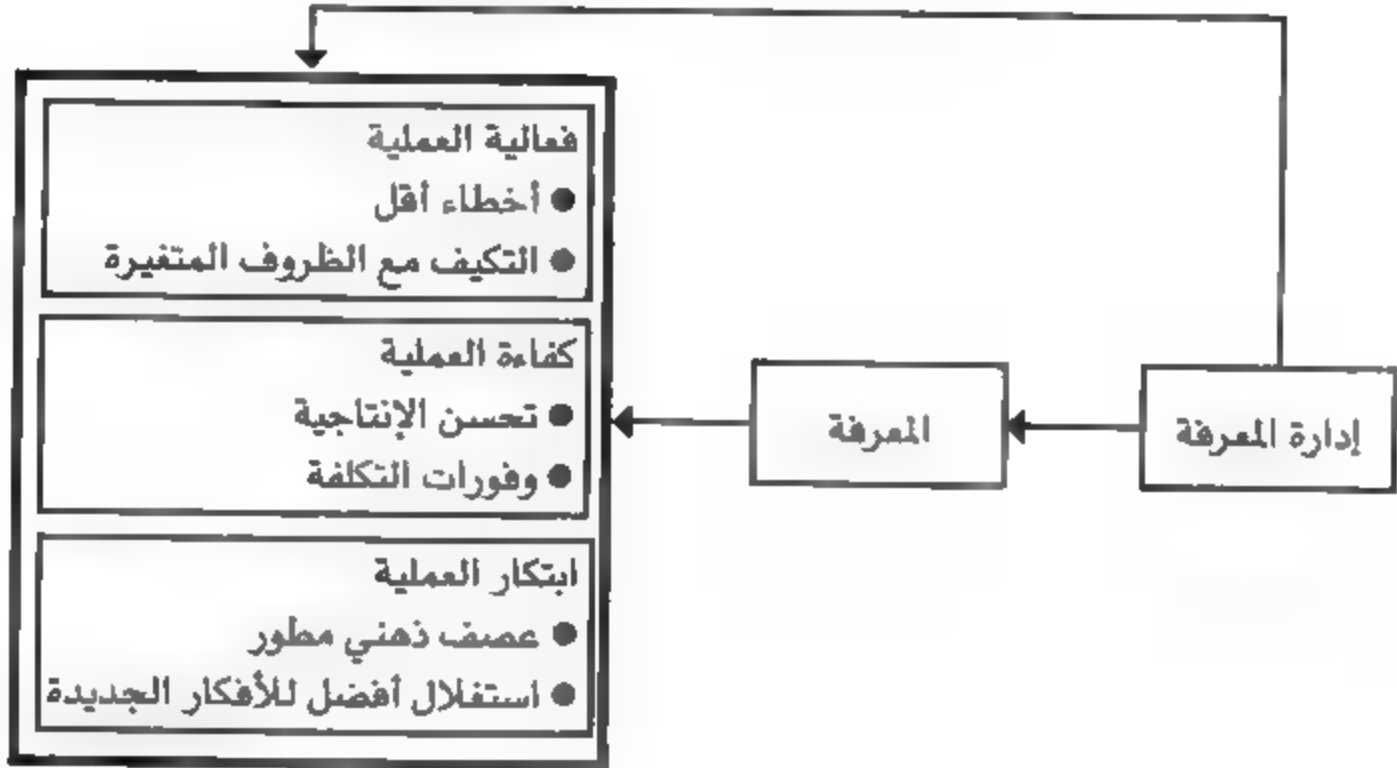 فعالية العملية
● أخطاء أقل
● التكيف مع الظروف المتغيرة
كفاءة العملية
● تحسن الإنتاجية
● وفورات التكلفة
ابتكار العملية
● عصف ذهني مطور
● استغلال أفضل للأفكار الجديدة
المعرفة
إدارة المعرفة